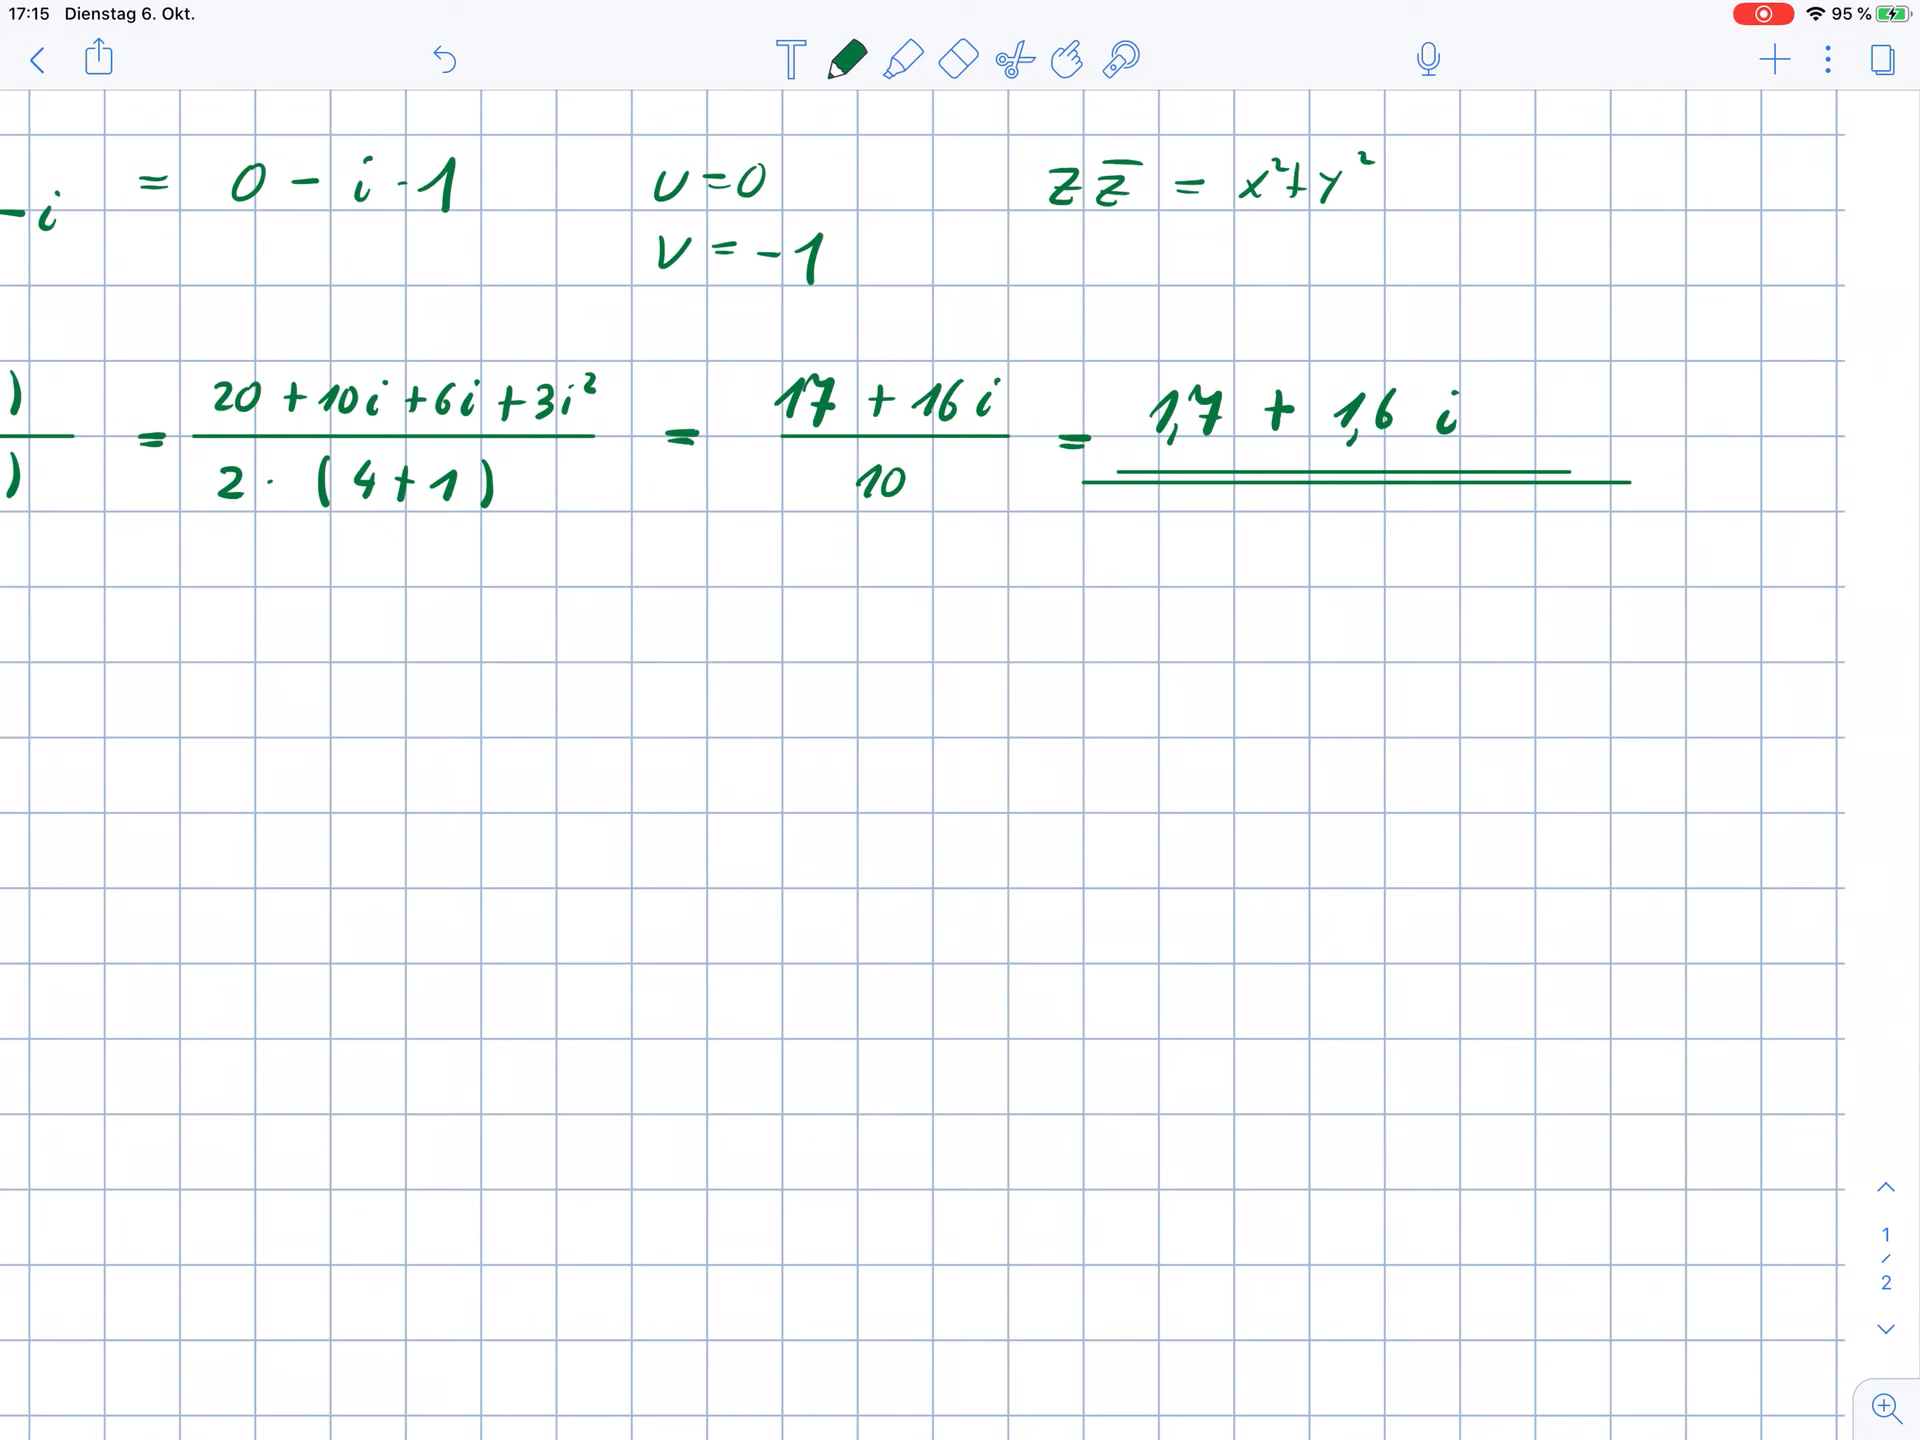 17:15 Dienstag 6. Okt. 95 %
T
-i = 0 - i · 1 u=0 z z̅ = x²+y²
v = -1
) = (20 + 10i + 6i + 3i²) / (2 · (4 + 1)) = (17 + 16i) / 10 = 1,7 + 1,6 i
)
1
/
2